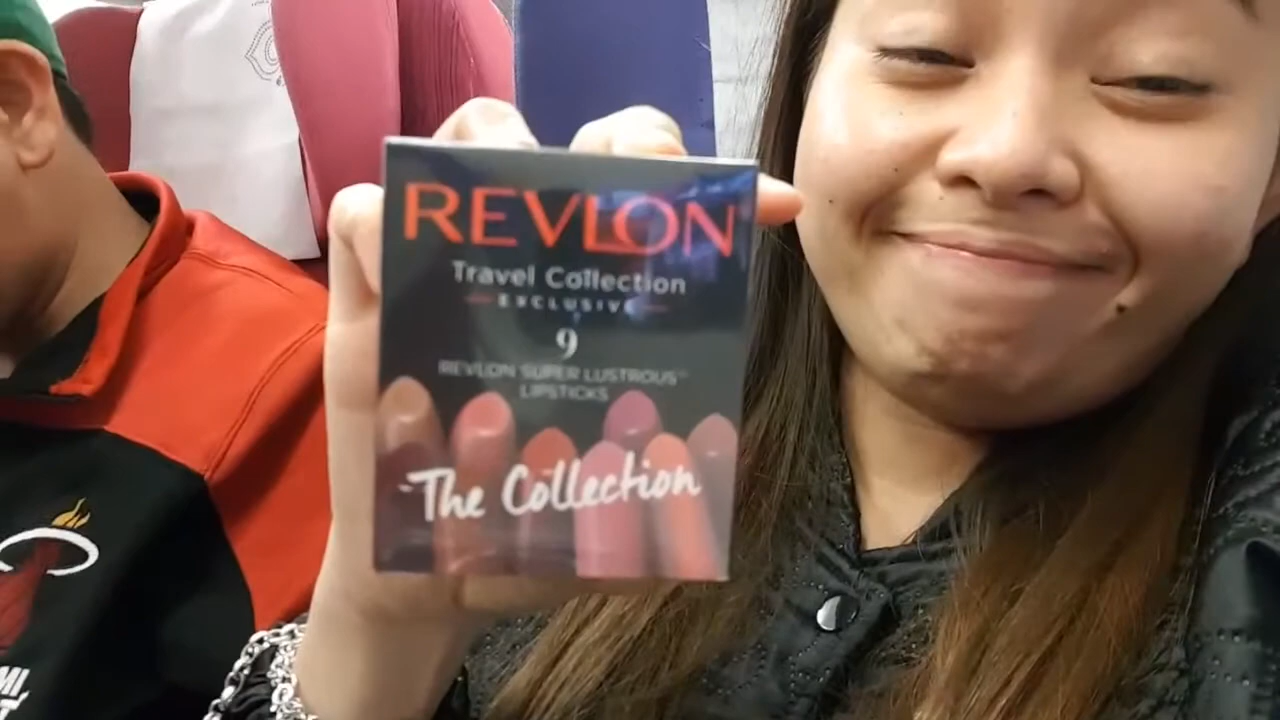 REVLON
Travel Collection
EXCLUSIVE
9
REVLON SUPER LUSTROUS™
LIPSTICKS
The Collection